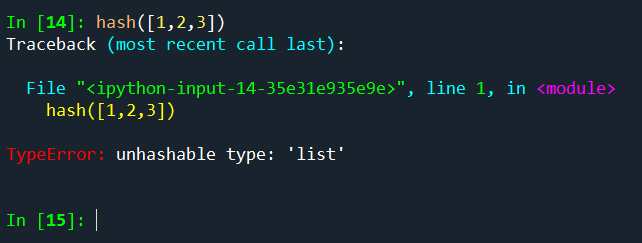 In [14]: hash([1,2,3])
Traceback (most recent call last):
File "<ipython-input-14-35e31e935e9e>", line 1, in <module>
hash([1,2,3])
TypeError: unhashable type: 'list'
In [15]: